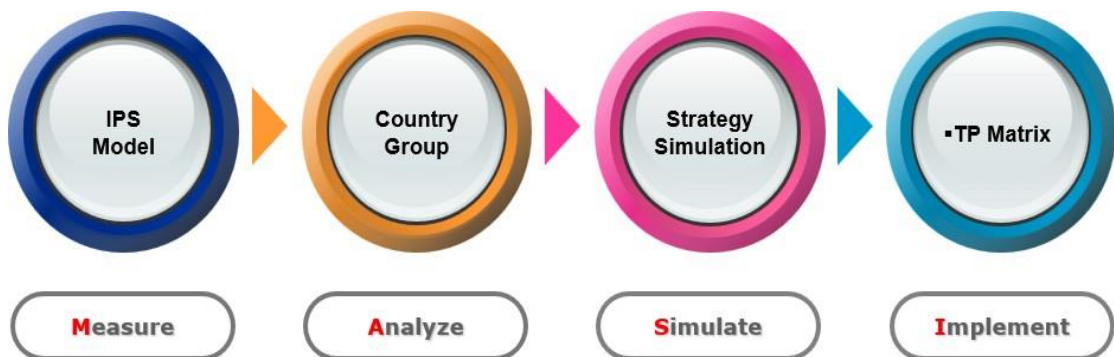 IPS
Model
Country
Group
Strategy
Simulation
▪TP Matrix
Measure
Analyze
Simulate
Implement